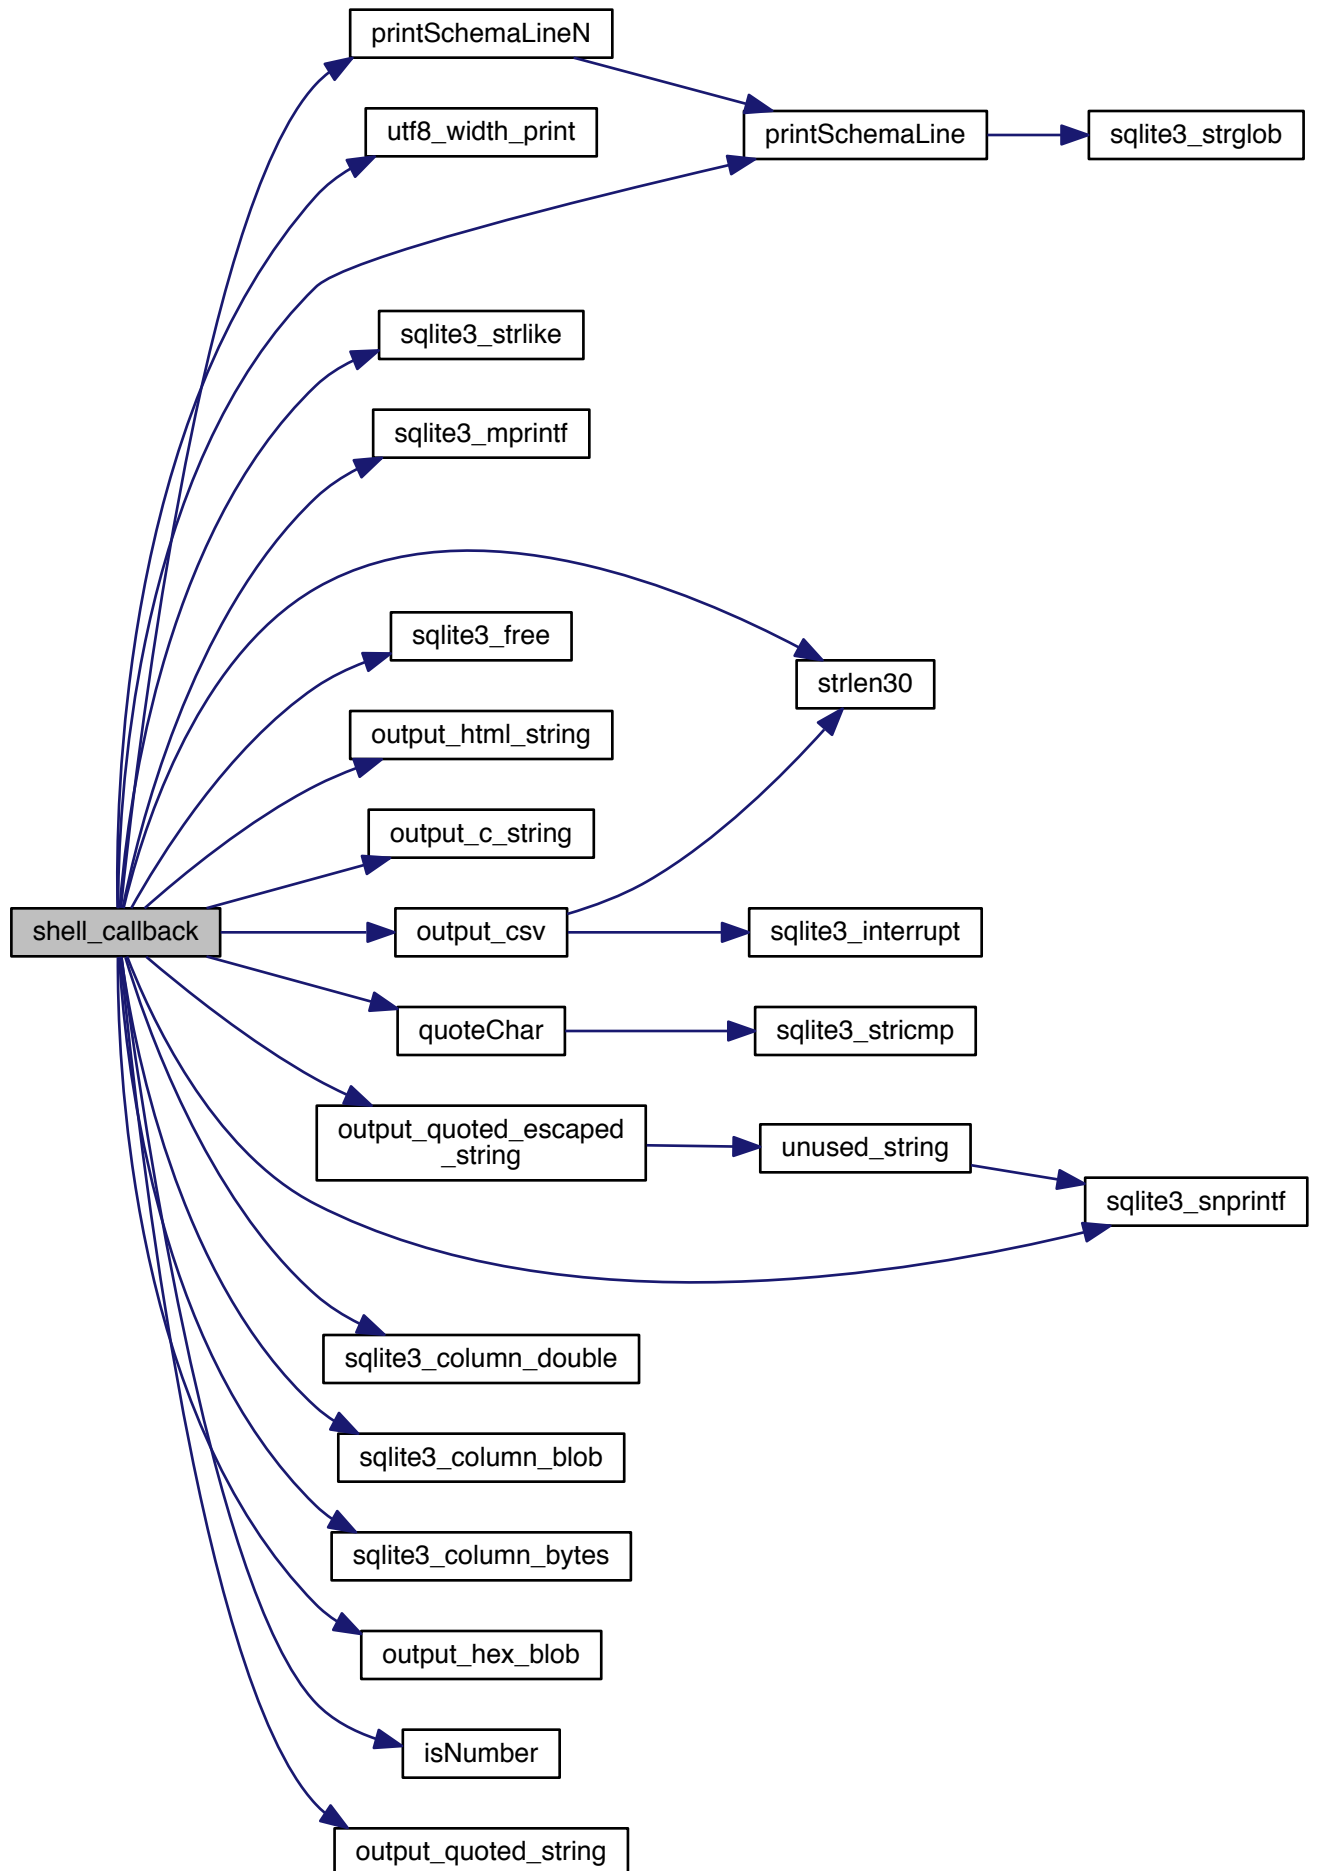 printSchemaLineN
utf8_width_print
printSchemaLine
sqlite3_strglob
sqlite3_strlike
sqlite3_mprintf
sqlite3_free
strlen30
output_html_string
output_c_string
shell_callback
output_csv
sqlite3_interrupt
quoteChar
sqlite3_stricmp
output_quoted_escaped
_string
unused_string
sqlite3_snprintf
sqlite3_column_double
sqlite3_column_blob
sqlite3_column_bytes
output_hex_blob
isNumber
output_quoted_string